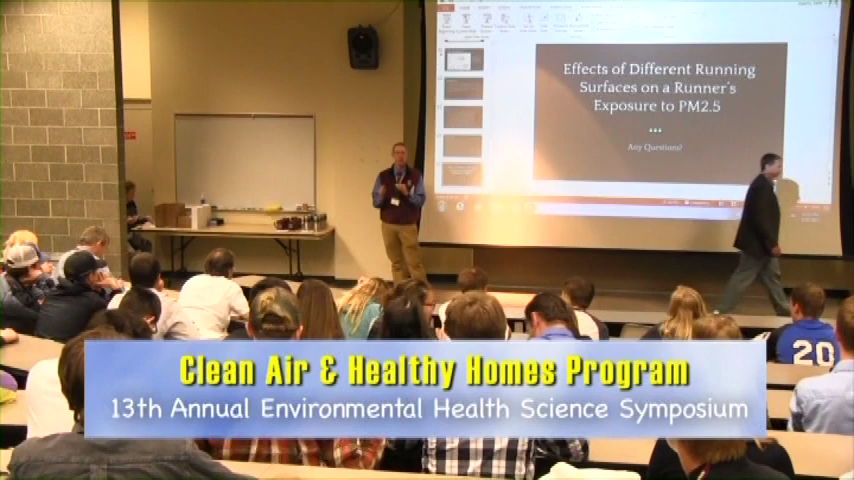 Effects of Different Running
Surfaces on a Runner's
Exposure to PM2.5
Any Questions?
20
Clean Air & Healthy Homes Program
13th Annual Environmental Health Science Symposium